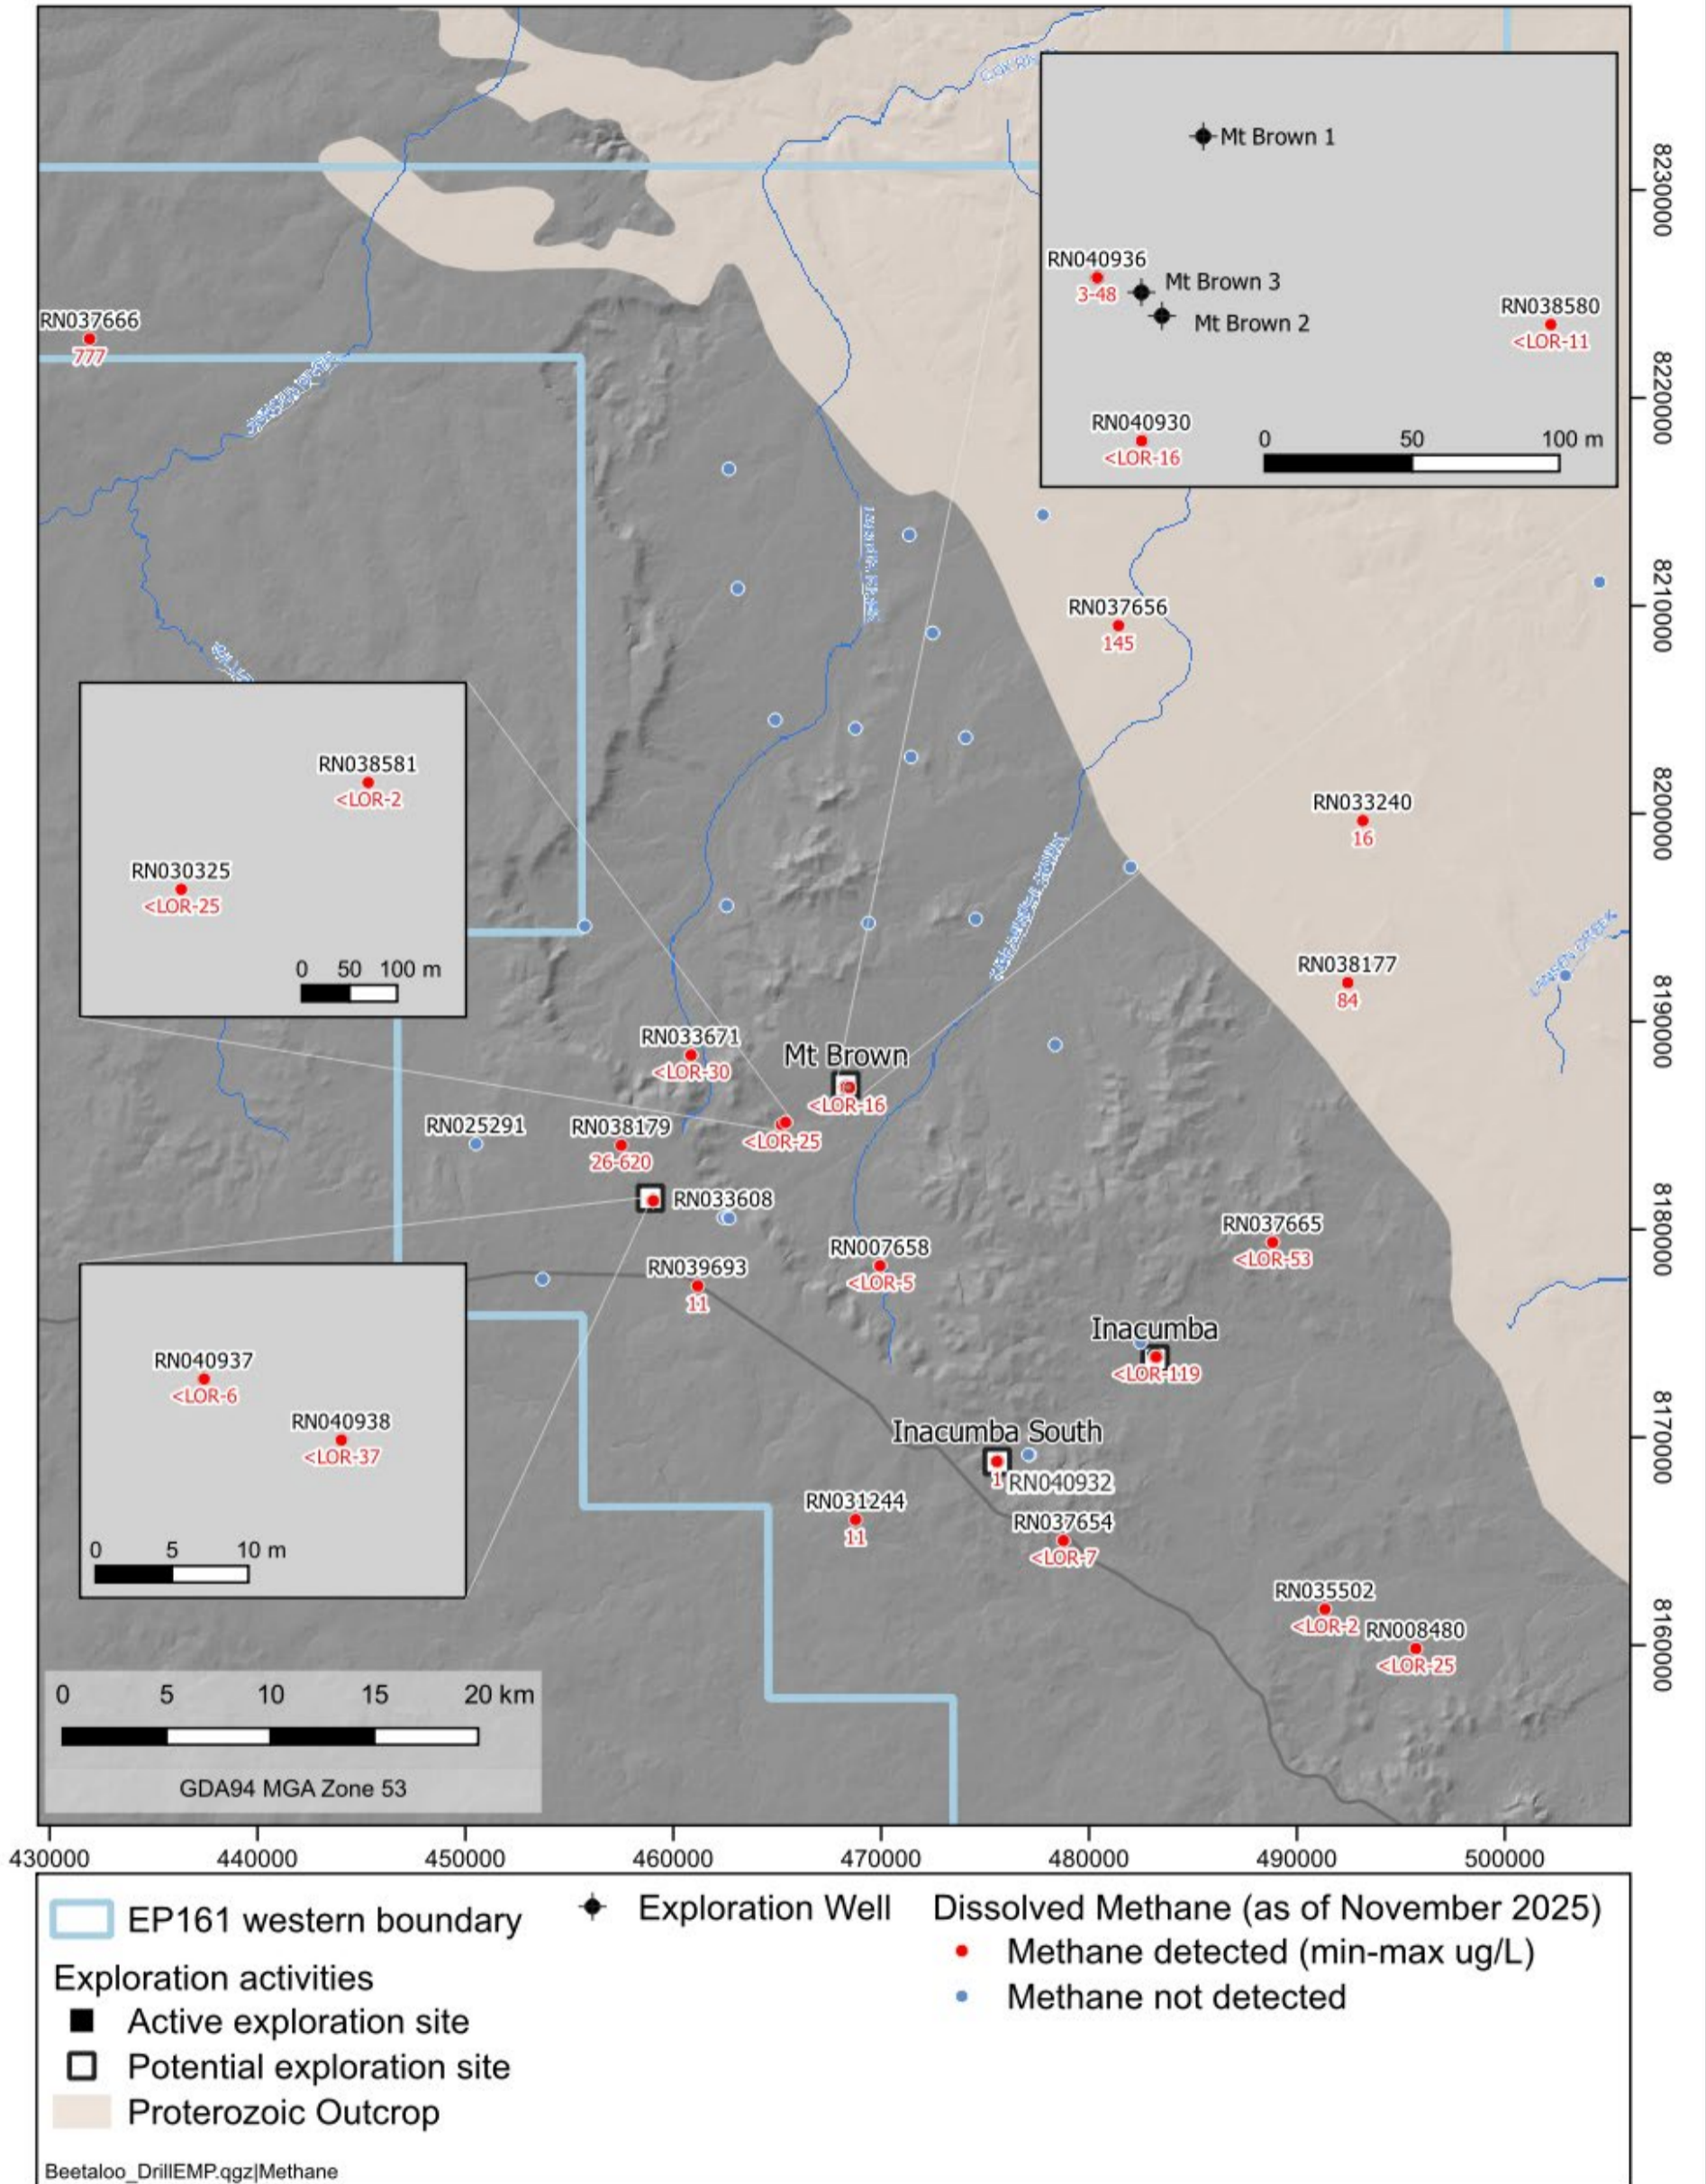 COX RIV
Mt Brown 1
RN040936
3-48
Mt Brown 3
Mt Brown 2
RN038580
<LOR-11
RN040930
<LOR-16
0 50 100 m
8230000
8220000
8210000
8200000
8190000
8180000
8170000
8160000
RN037666
777
RN037656
145
RN038581
<LOR-2
RN030325
<LOR-25
0 50 100 m
RN033240
16
RN038177
84
LANSEN CREEK
RN033671
<LOR-30
Mt Brown
<LOR-16
RN025291
RN038179
26-620
<LOR-25
RN033608
RN039693
11
RN007658
<LOR-5
RN037665
<LOR-53
Inacumba
<LOR-119
RN040937
<LOR-6
RN040938
<LOR-37
0 5 10 m
Inacumba South
1
RN040932
RN031244
11
RN037654
<LOR-7
RN035502
<LOR-2
RN008480
<LOR-25
0 5 10 15 20 km
GDA94 MGA Zone 53
430000 440000 450000 460000 470000 480000 490000 500000
EP161 western boundary
Exploration activities
Active exploration site
Potential exploration site
Proterozoic Outcrop
Exploration Well
Dissolved Methane (as of November 2025)
Methane detected (min-max ug/L)
Methane not detected
Beetaloo_DrillEMP.qgz|Methane